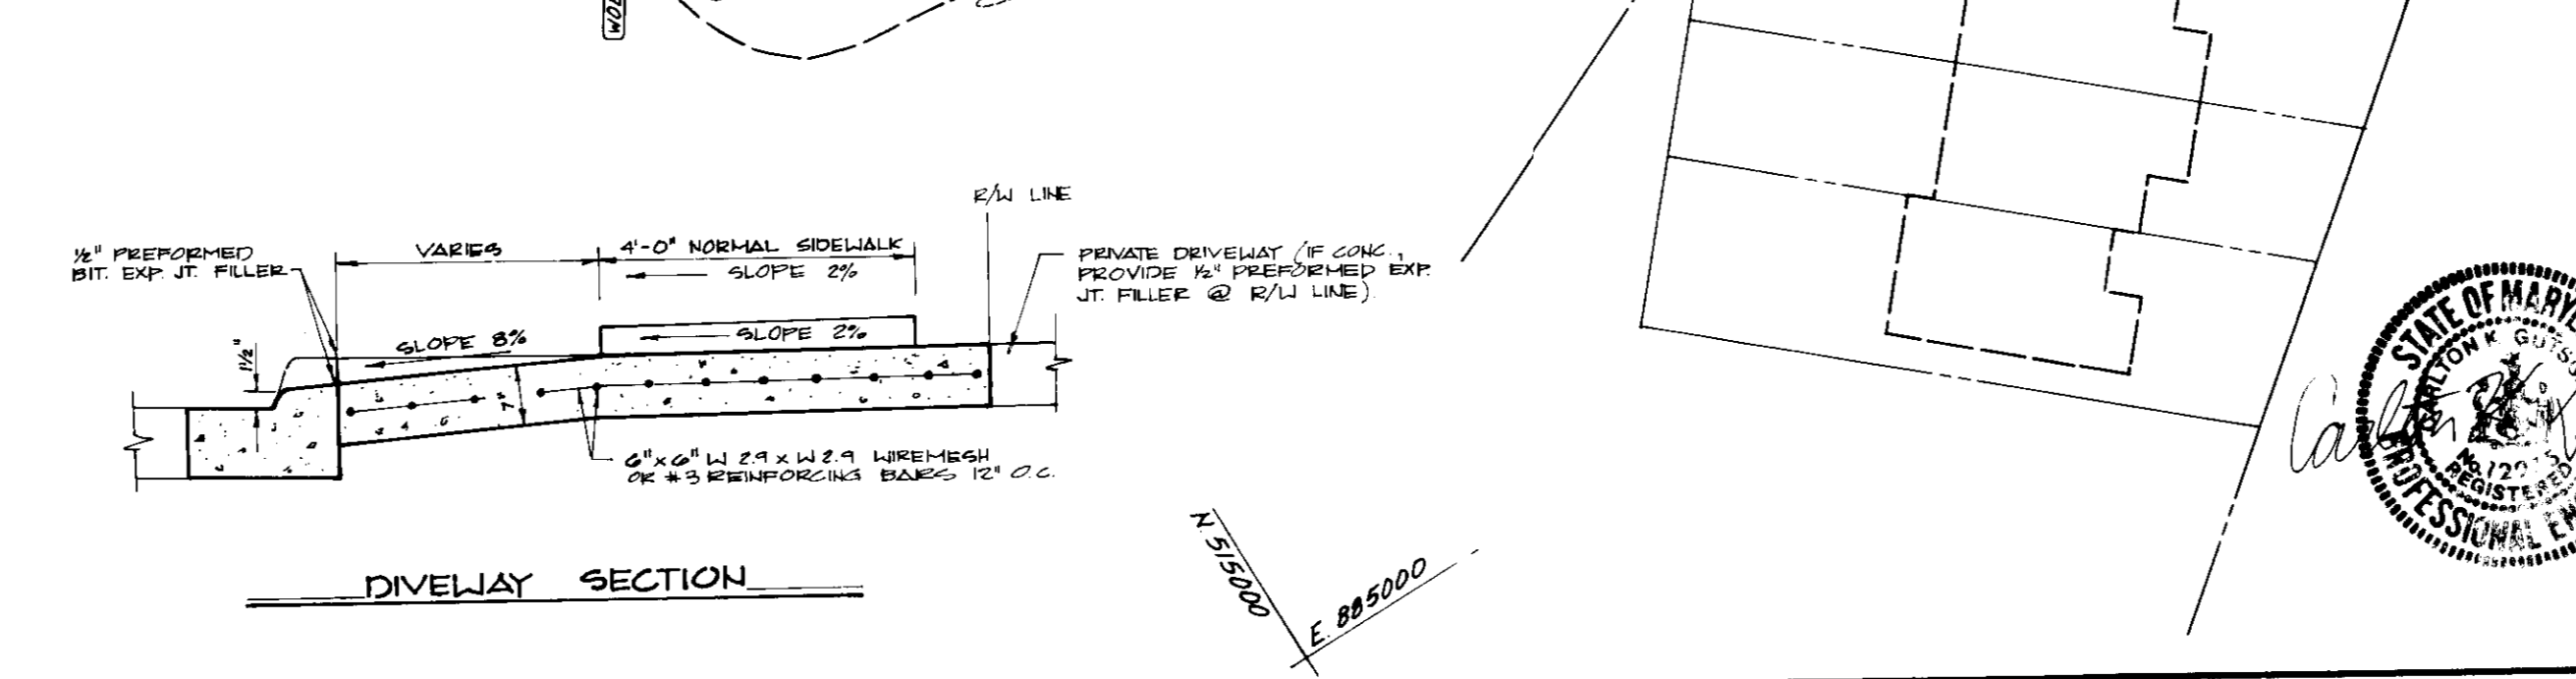 R/W LINE
½" PREFORMED
BIT. EXP. JT. FILLER
VARIES
4'-0" NORMAL SIDEWALK
SLOPE 2%
PRIVATE DRIVEWAY (IF CONC.,
PROVIDE ½" PREFORMED EXP.
JT. FILLER @ R/W LINE)
1½"
SLOPE 8%
SLOPE 2%
7"
6"x6" W 2.9 x W 2.9 WIREMESH
OR #3 REINFORCING BARS 12" O.C.
DIVEWAY SECTION
N 515000
E. 885000
STATE OF MARY
CARLTON K. GUTS
REGISTERED
PROFESSIONAL EN